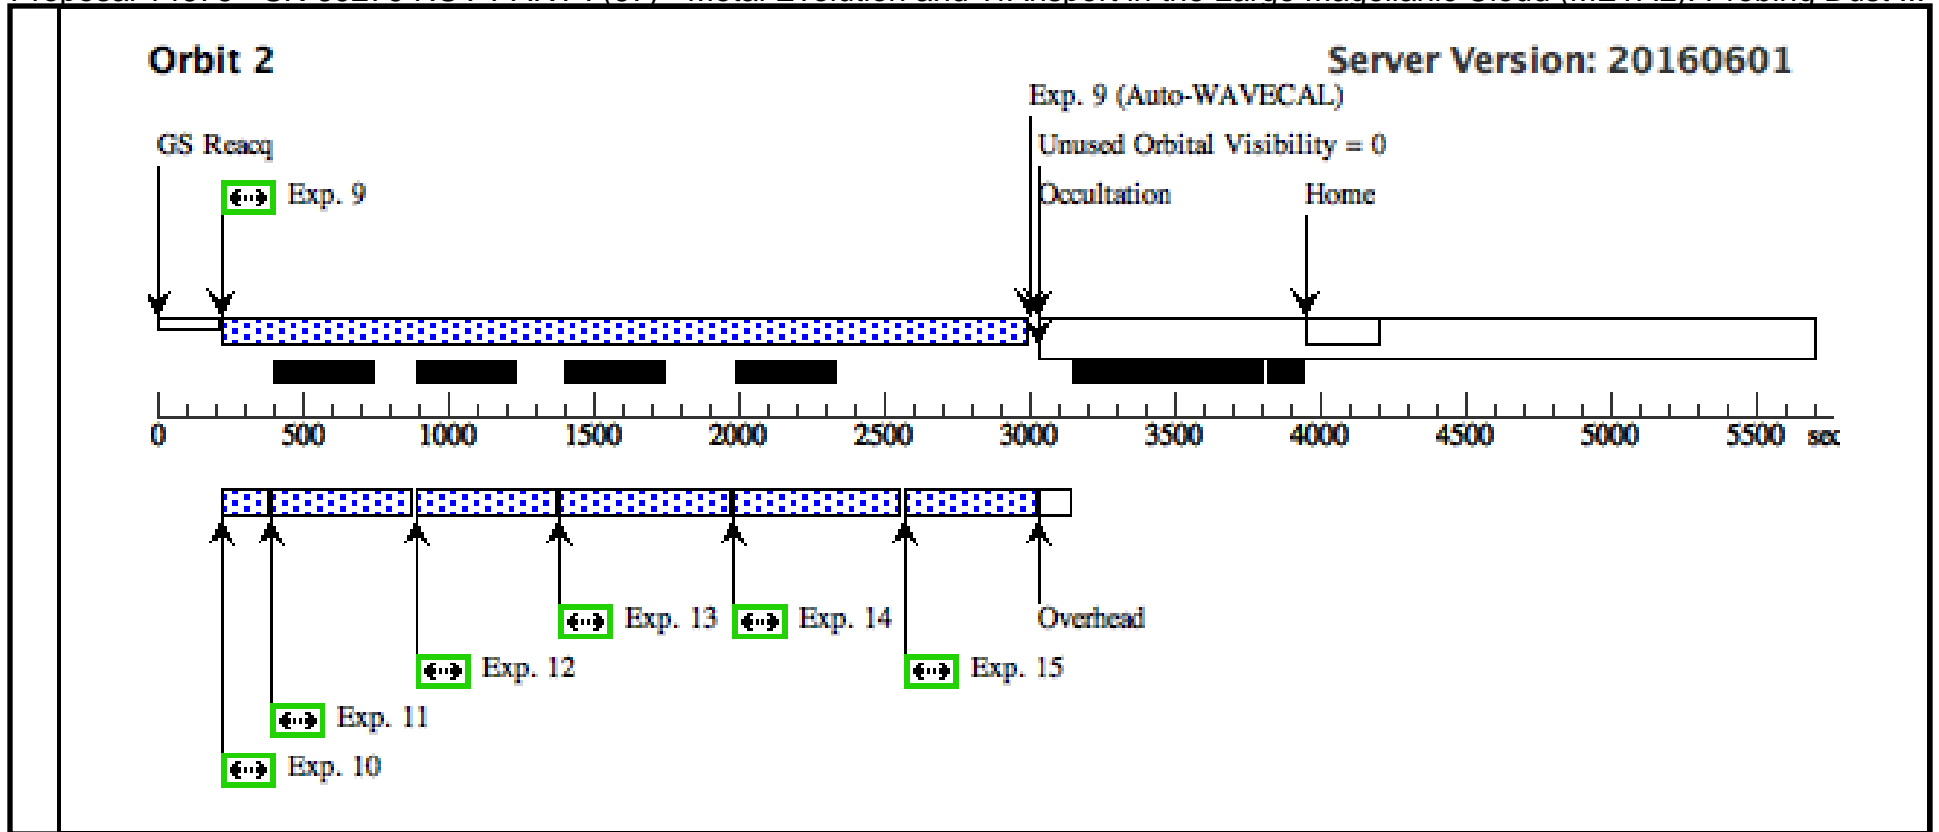 Orbit 2
Server Version: 20160601
Exp. 9 (Auto-WAVECAL)
GS Reacq
Unused Orbital Visibility = 0
Exp. 9
Occultation
Home
0 500 1000 1500 2000 2500 3000 3500 4000 4500 5000 5500 sec
Exp. 13
Exp. 14
Overhead
Exp. 12
Exp. 15
Exp. 11
Exp. 10